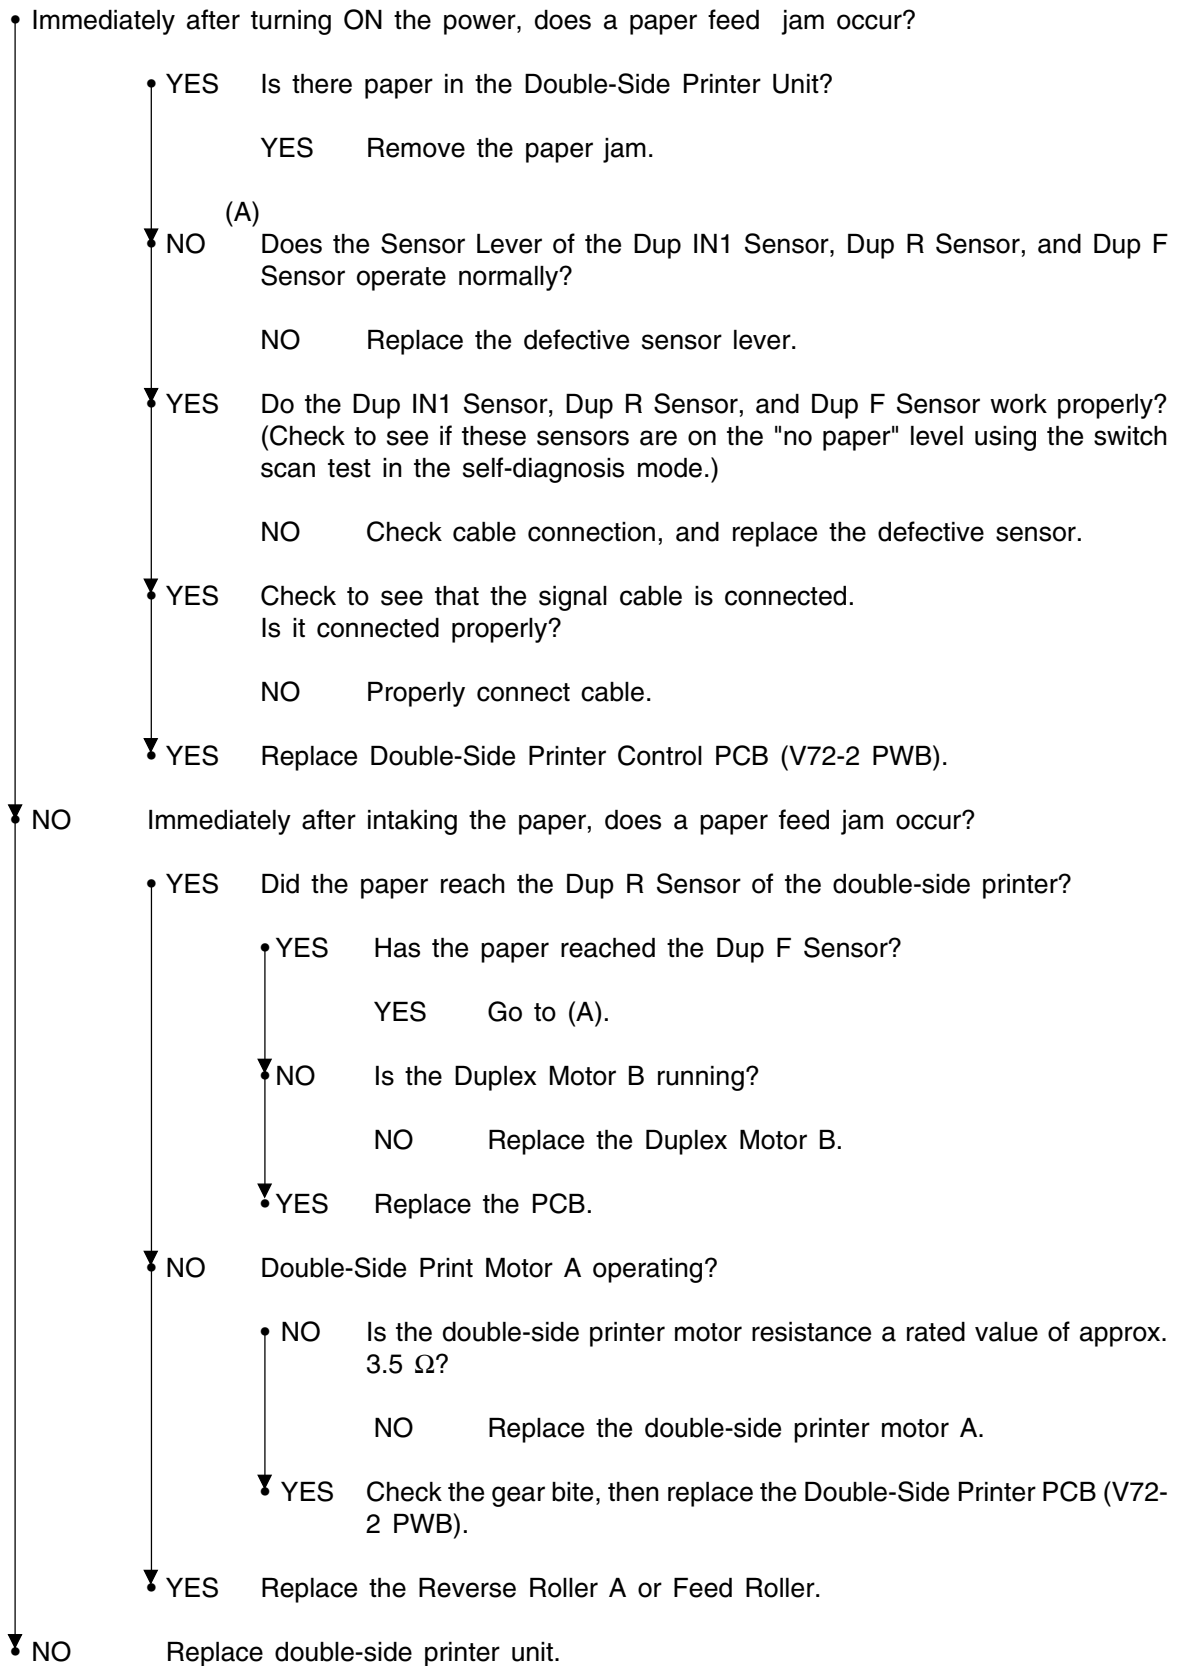 Immediately after turning ON the power, does a paper feed jam occur?
YES Is there paper in the Double-Side Printer Unit?
YES Remove the paper jam.
(A)
NO Does the Sensor Lever of the Dup IN1 Sensor, Dup R Sensor, and Dup F
Sensor operate normally?
NO Replace the defective sensor lever.
YES Do the Dup IN1 Sensor, Dup R Sensor, and Dup F Sensor work properly?
(Check to see if these sensors are on the "no paper" level using the switch
scan test in the self-diagnosis mode.)
NO Check cable connection, and replace the defective sensor.
YES Check to see that the signal cable is connected.
Is it connected properly?
NO Properly connect cable.
YES Replace Double-Side Printer Control PCB (V72-2 PWB).
NO Immediately after intaking the paper, does a paper feed jam occur?
YES Did the paper reach the Dup R Sensor of the double-side printer?
YES Has the paper reached the Dup F Sensor?
YES Go to (A).
NO Is the Duplex Motor B running?
NO Replace the Duplex Motor B.
YES Replace the PCB.
NO Double-Side Print Motor A operating?
NO Is the double-side printer motor resistance a rated value of approx.
3.5 Ω?
NO Replace the double-side printer motor A.
YES Check the gear bite, then replace the Double-Side Printer PCB (V72-
2 PWB).
YES Replace the Reverse Roller A or Feed Roller.
NO Replace double-side printer unit.